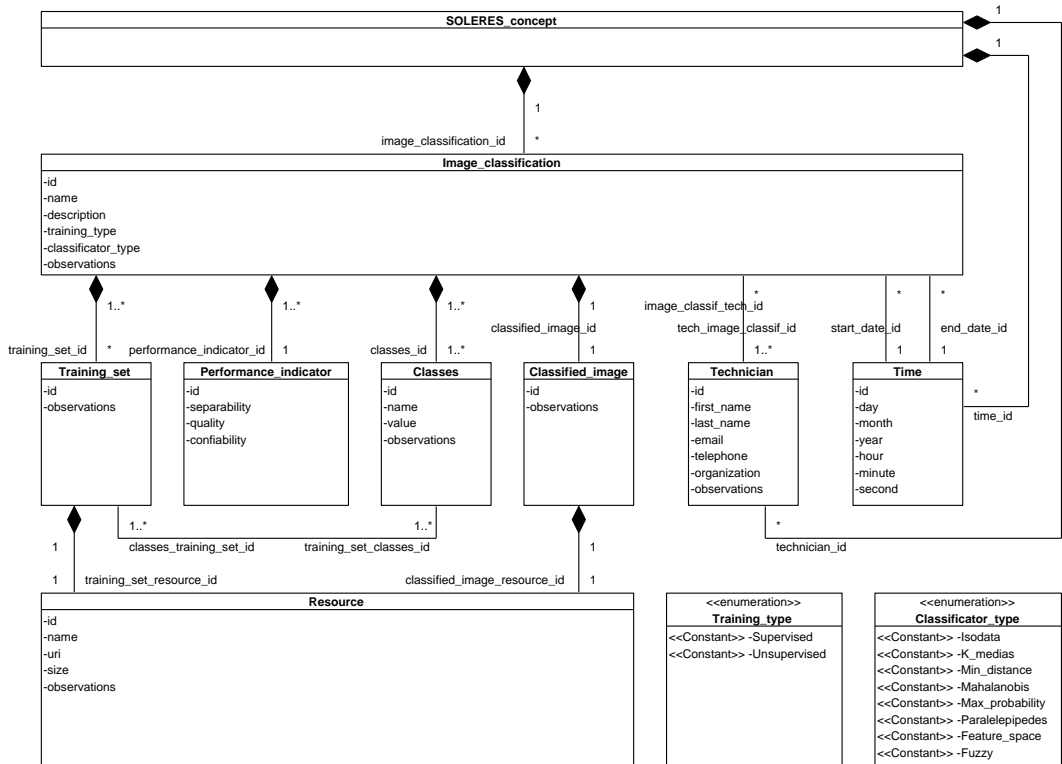 SOLERES_concept
1
1
1
image_classification_id *
Image_classification
-id
-name
-description
-training_type
-classificator_type
-observations
1..* 1..* 1..* 1 * * *
image_classif_tech_id
classified_image_id tech_image_classif_id start_date_id end_date_id
training_set_id * performance_indicator_id 1 classes_id 1..* 1 1..* 1 1
Training_set
-id
-observations
Performance_indicator
-id
-separability
-quality
-confiability
Classes
-id
-name
-value
-observations
Classified_image
-id
-observations
Technician
-id
-first_name
-last_name
-email
-telephone
-organization
-observations
Time
-id
-day
-month
-year
-hour
-minute
-second
*
time_id
1..* 1..* *
1 classes_training_set_id training_set_classes_id 1 technician_id
1 training_set_resource_id classified_image_resource_id 1
Resource
-id
-name
-uri
-size
-observations
<<enumeration>>
Training_type
<<Constant>> -Supervised
<<Constant>> -Unsupervised
<<enumeration>>
Classificator_type
<<Constant>> -Isodata
<<Constant>> -K_medias
<<Constant>> -Min_distance
<<Constant>> -Mahalanobis
<<Constant>> -Max_probability
<<Constant>> -Paralelepipedes
<<Constant>> -Feature_space
<<Constant>> -Fuzzy